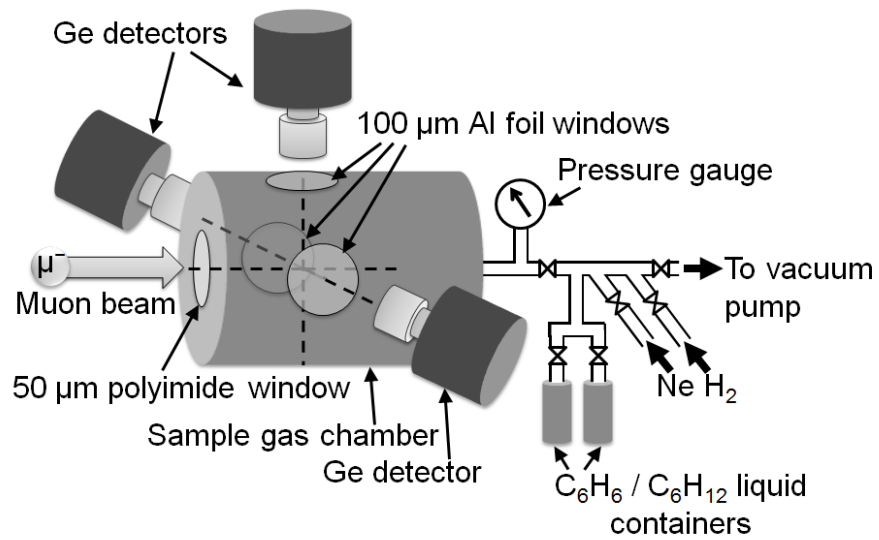 Ge detectors
100 μm Al foil windows
Pressure gauge
μ⁻
Muon beam
To vacuum
pump
50 μm polyimide window
Ne H₂
Sample gas chamber
Ge detector
C₆H₆ / C₆H₁₂ liquid
containers